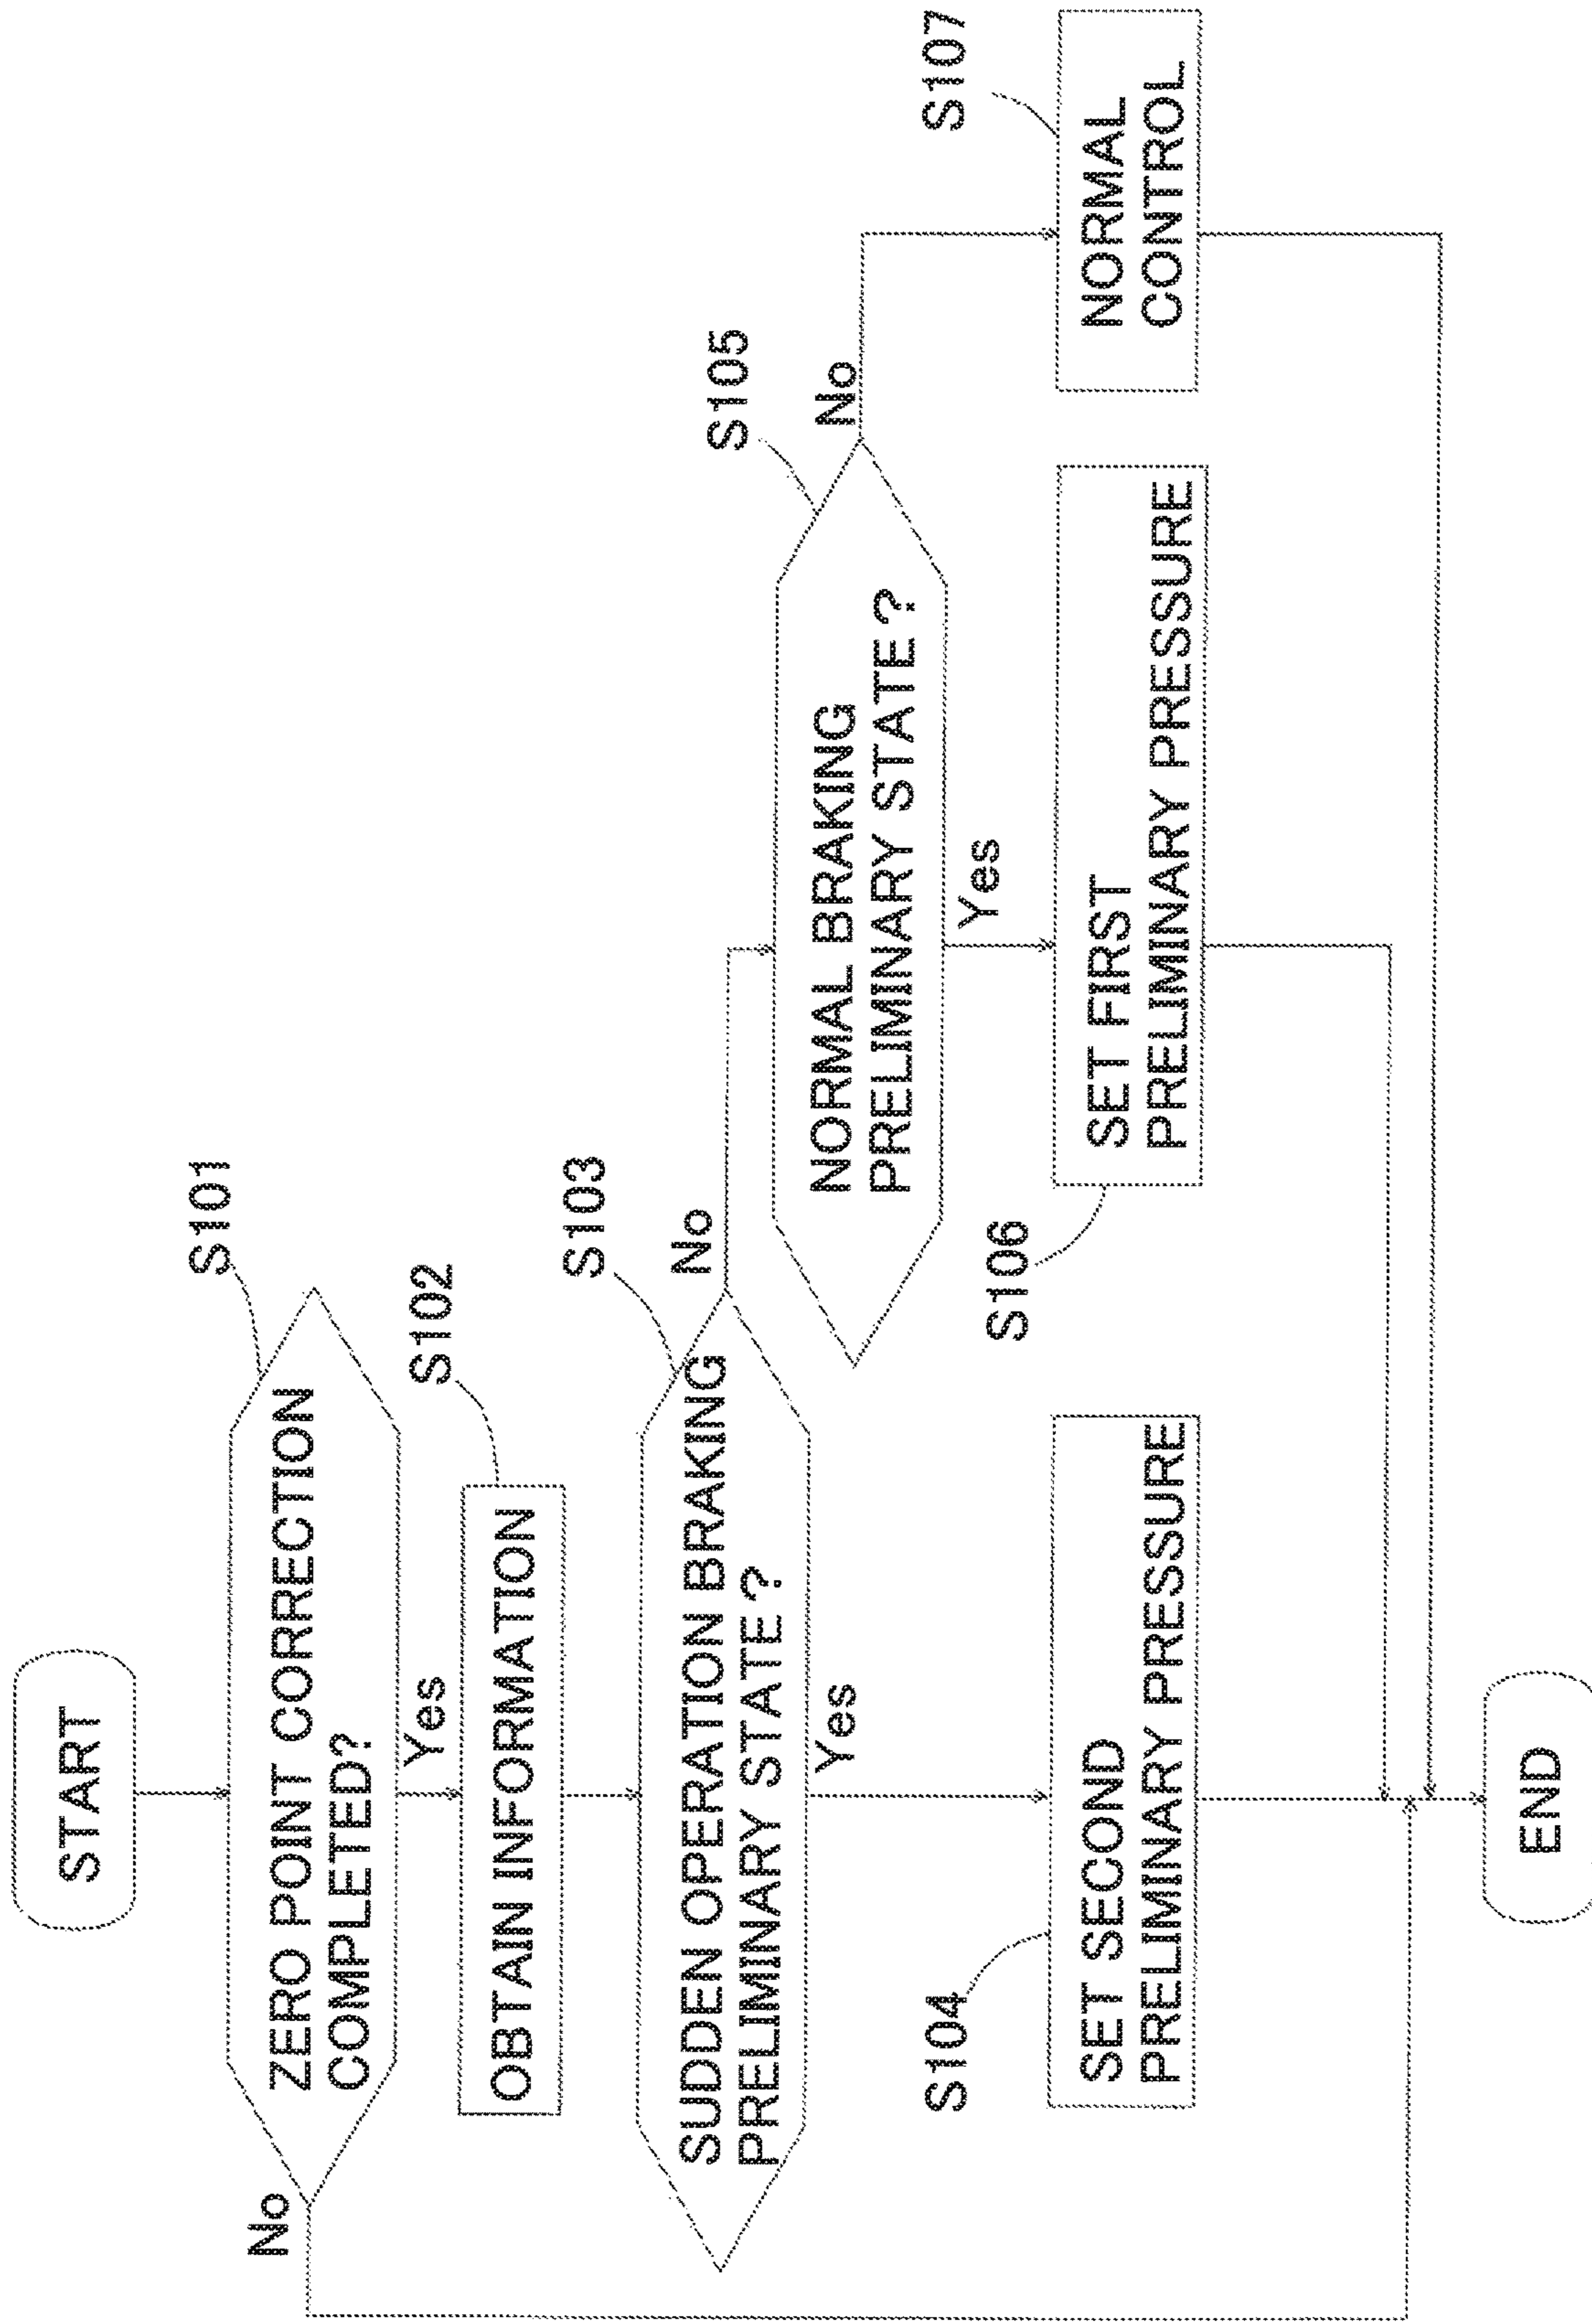 START
S101
ZERO POINT CORRECTION
COMPLETED?
No
Yes
S102
OBTAIN INFORMATION
S103
SUDDEN OPERATION BRAKING
PRELIMINARY STATE ?
No
Yes
S105
NORMAL BRAKING
PRELIMINARY STATE ?
No
Yes
S104
SET SECOND
PRELIMINARY PRESSURE
S106
SET FIRST
PRELIMINARY PRESSURE
S107
NORMAL
CONTROL
END